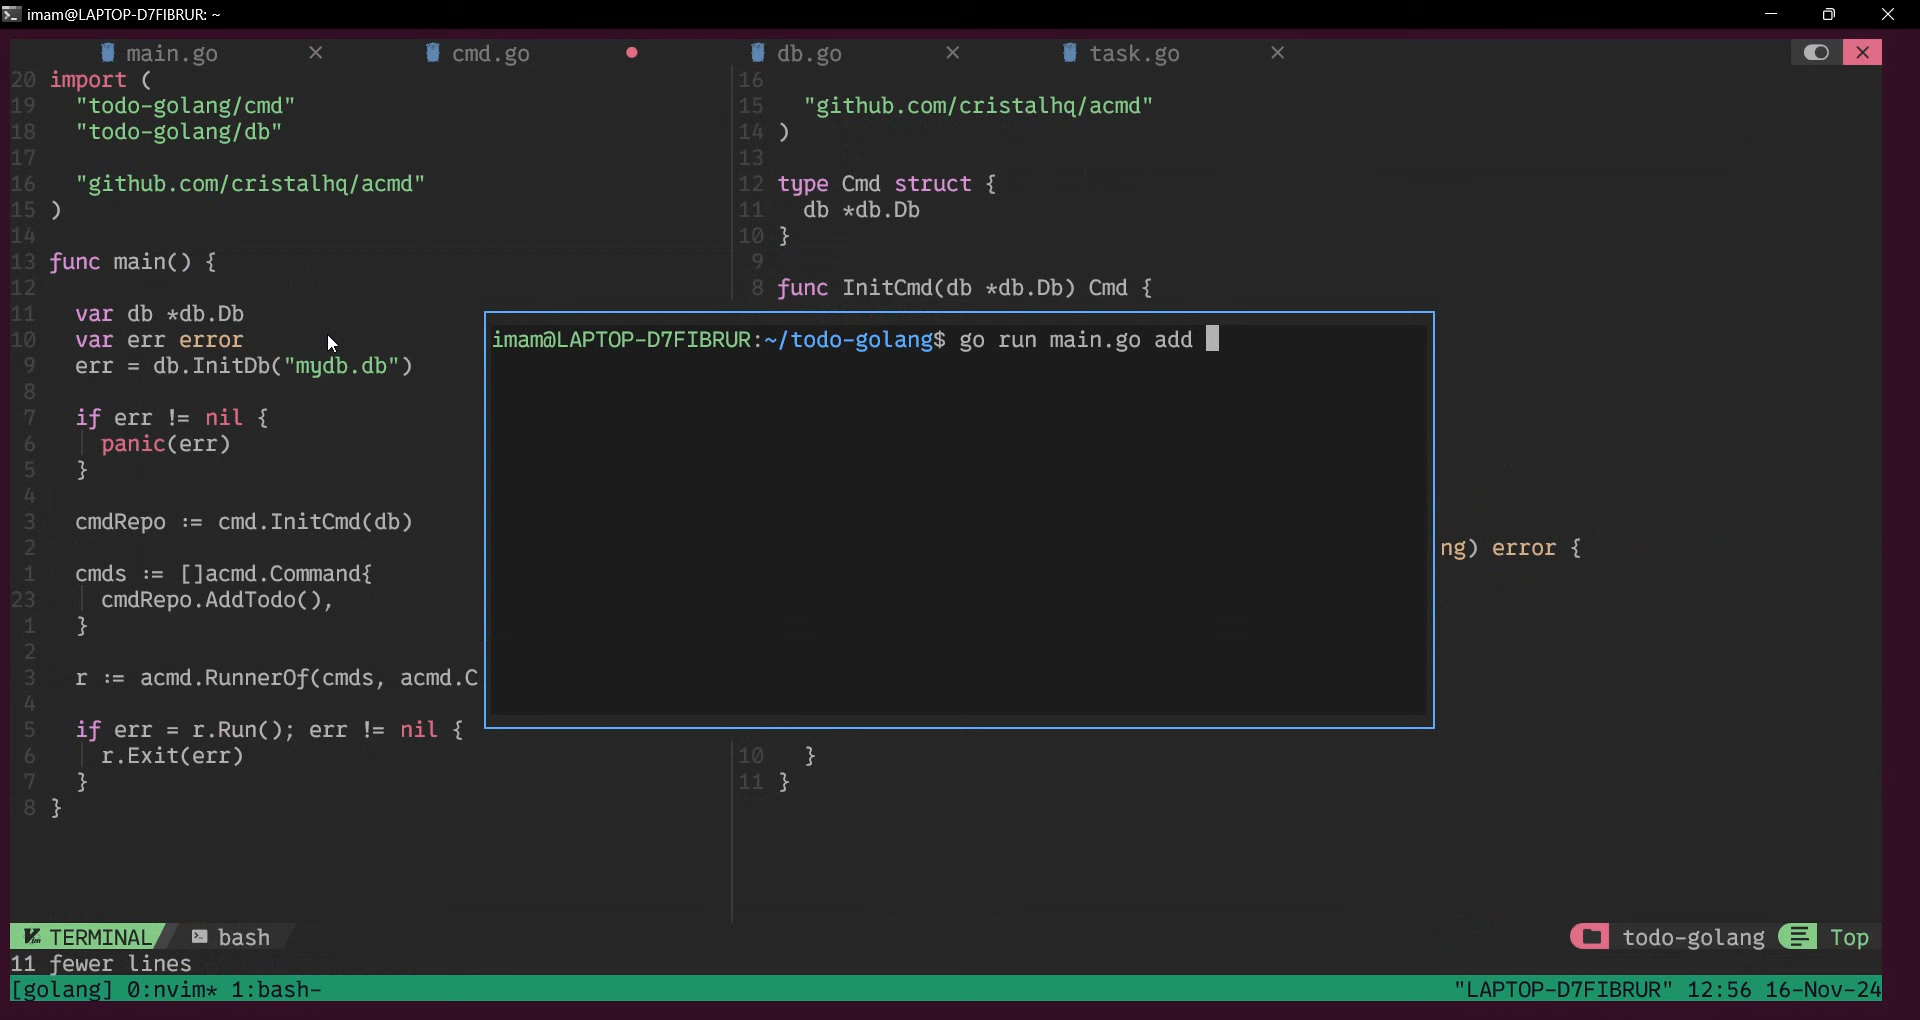 imam@LAPTOP-D7FIBRUR: ~
main.go
cmd.go
db.go
task.go
20 import (
19 "todo-golang/cmd"
18 "todo-golang/db"
17
16 "github.com/cristalhq/acmd"
15 )
14
13 func main() {
12
11 var db *db.Db
10 var err error
9 err = db.InitDb("mydb.db")
8
7 if err != nil {
6 panic(err)
5 }
4
3 cmdRepo := cmd.InitCmd(db)
2
1 cmds := []acmd.Command{
23 cmdRepo.AddTodo(),
1 }
2
3 r := acmd.RunnerOf(cmds, acmd.C
4
5 if err = r.Run(); err != nil {
6 r.Exit(err)
7 }
8 }
16
15 "github.com/cristalhq/acmd"
14 )
13
12 type Cmd struct {
11 db *db.Db
10 }
9
8 func InitCmd(db *db.Db) Cmd {
imam@LAPTOP-D7FIBRUR:~/todo-golang$ go run main.go add
ng) error {
10 }
11 }
TERMINAL bash
todo-golang Top
11 fewer lines
[golang] 0:nvim* 1:bash-
"LAPTOP-D7FIBRUR" 12:56 16-Nov-24